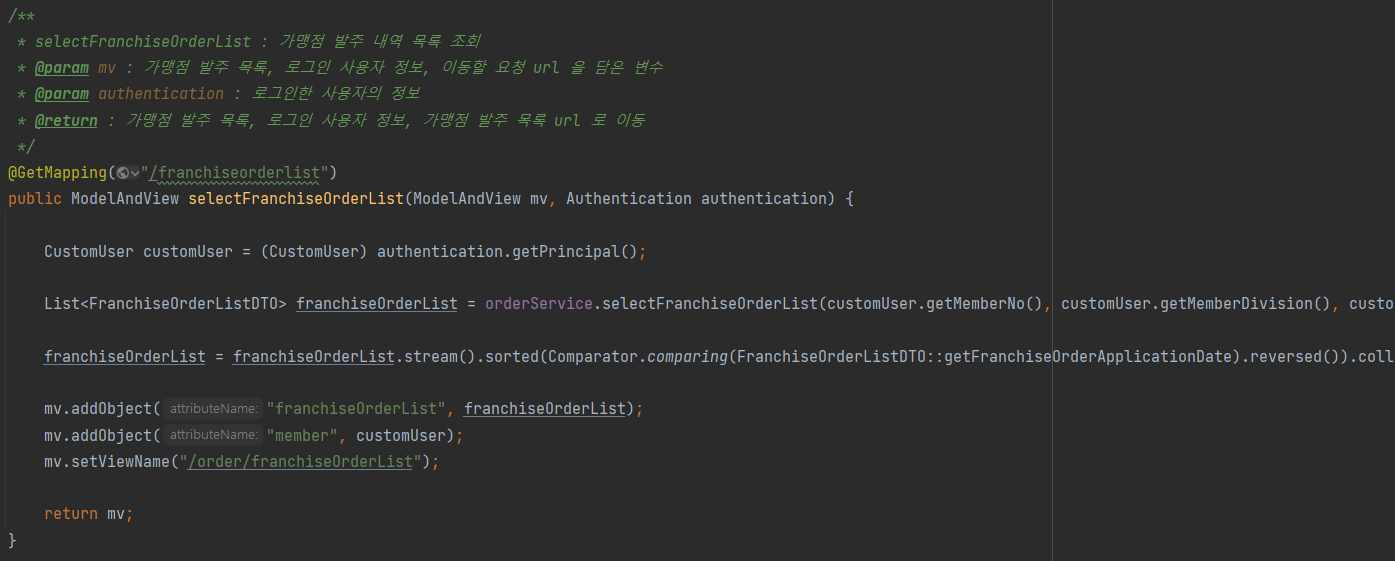 /**
* selectFranchiseOrderList : 가맹점 발주 내역 목록 조회
* @param mv : 가맹점 발주 목록, 로그인 사용자 정보, 이동할 요청 url 을 담은 변수
* @param authentication : 로그인한 사용자의 정보
* @return : 가맹점 발주 목록, 로그인 사용자 정보, 가맹점 발주 목록 url 로 이동
*/
@GetMapping("/franchiseorderlist")
public ModelAndView selectFranchiseOrderList(ModelAndView mv, Authentication authentication) {
CustomUser customUser = (CustomUser) authentication.getPrincipal();
List<FranchiseOrderListDTO> franchiseOrderList = orderService.selectFranchiseOrderList(customUser.getMemberNo(), customUser.getMemberDivision(), custo
franchiseOrderList = franchiseOrderList.stream().sorted(Comparator.comparing(FranchiseOrderListDTO::getFranchiseOrderApplicationDate).reversed()).coll
mv.addObject( attributeName: "franchiseOrderList", franchiseOrderList);
mv.addObject( attributeName: "member", customUser);
mv.setViewName("/order/franchiseOrderList");
return mv;
}